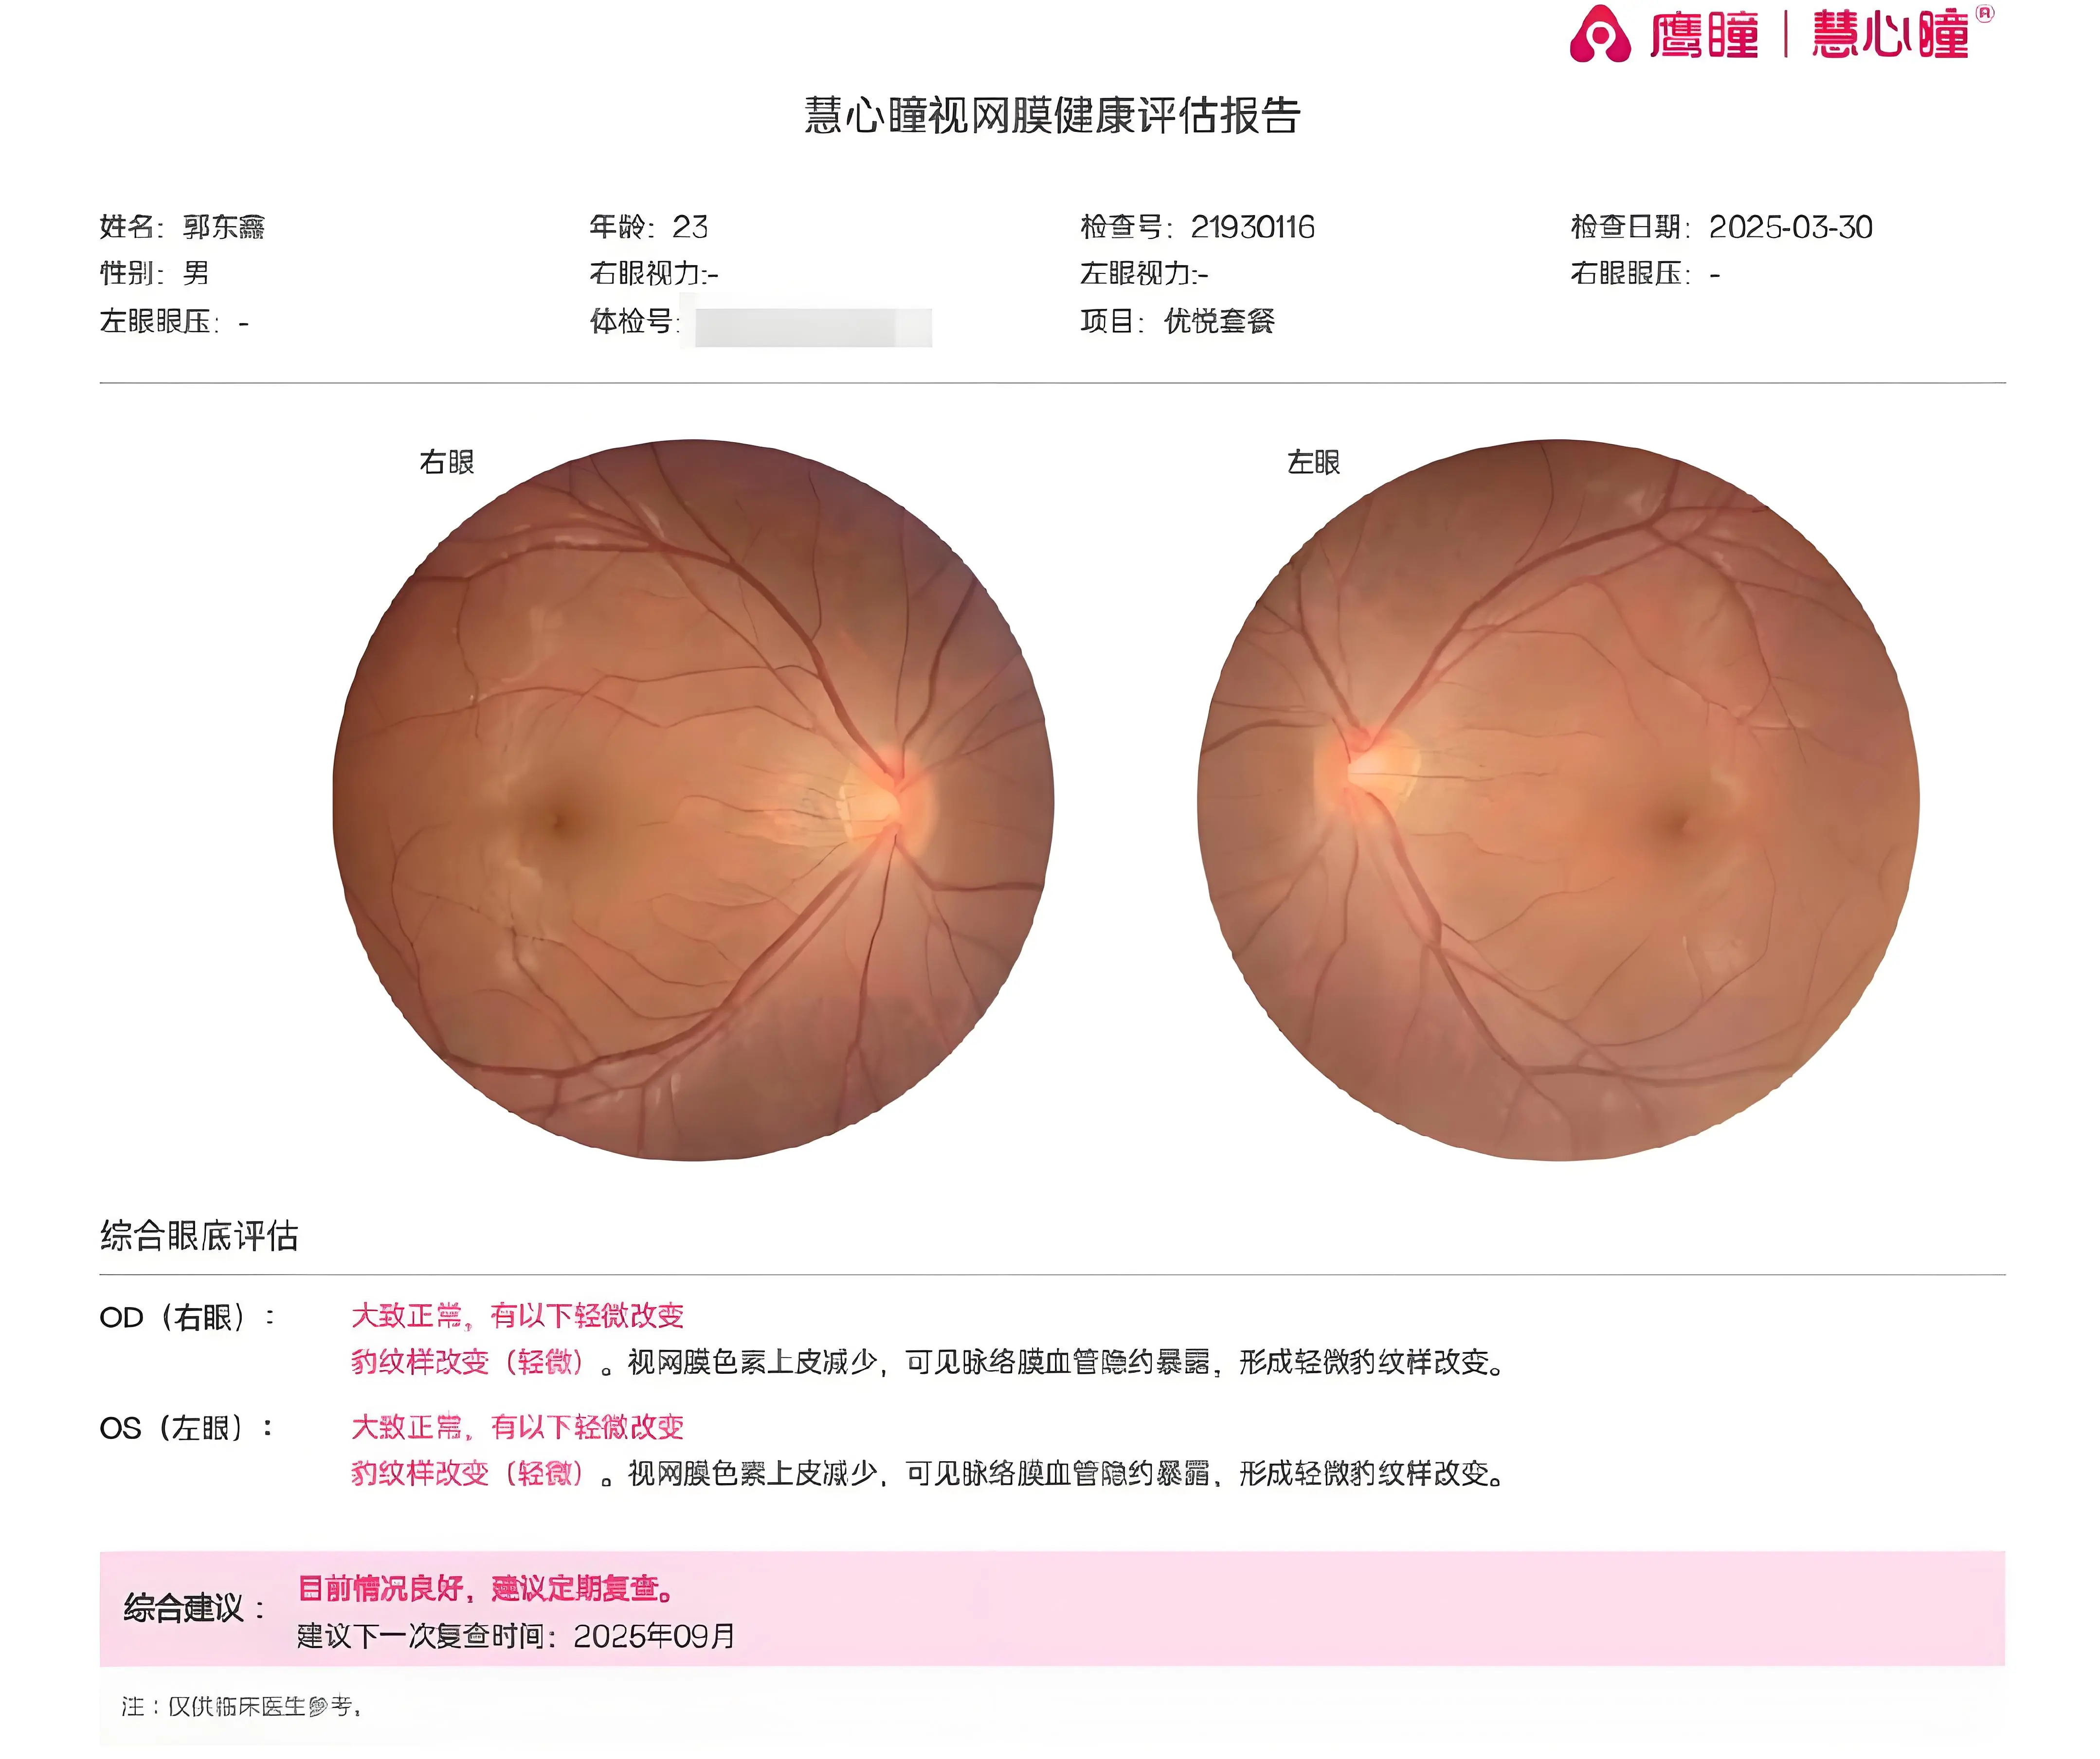 鹰瞳 | 慧心瞳®
慧心瞳视网膜健康评估报告
姓名：郭东鑫 年龄：23 检查号：21930116 检查日期：2025-03-30
性别：男 右眼视力:- 左眼视力:- 右眼眼压：-
左眼眼压：- 体检号: 项目：优悦套餐
右眼 左眼
综合眼底评估
OD（右眼）： 大致正常，有以下轻微改变
豹纹样改变（轻微）。视网膜色素上皮减少，可见脉络膜血管隐约暴露，形成轻微豹纹样改变。
OS（左眼）： 大致正常，有以下轻微改变
豹纹样改变（轻微）。视网膜色素上皮减少，可见脉络膜血管隐约暴露，形成轻微豹纹样改变。
综合建议： 目前情况良好，建议定期复查。
建议下一次复查时间：2025年09月
注：仅供临床医生参考。